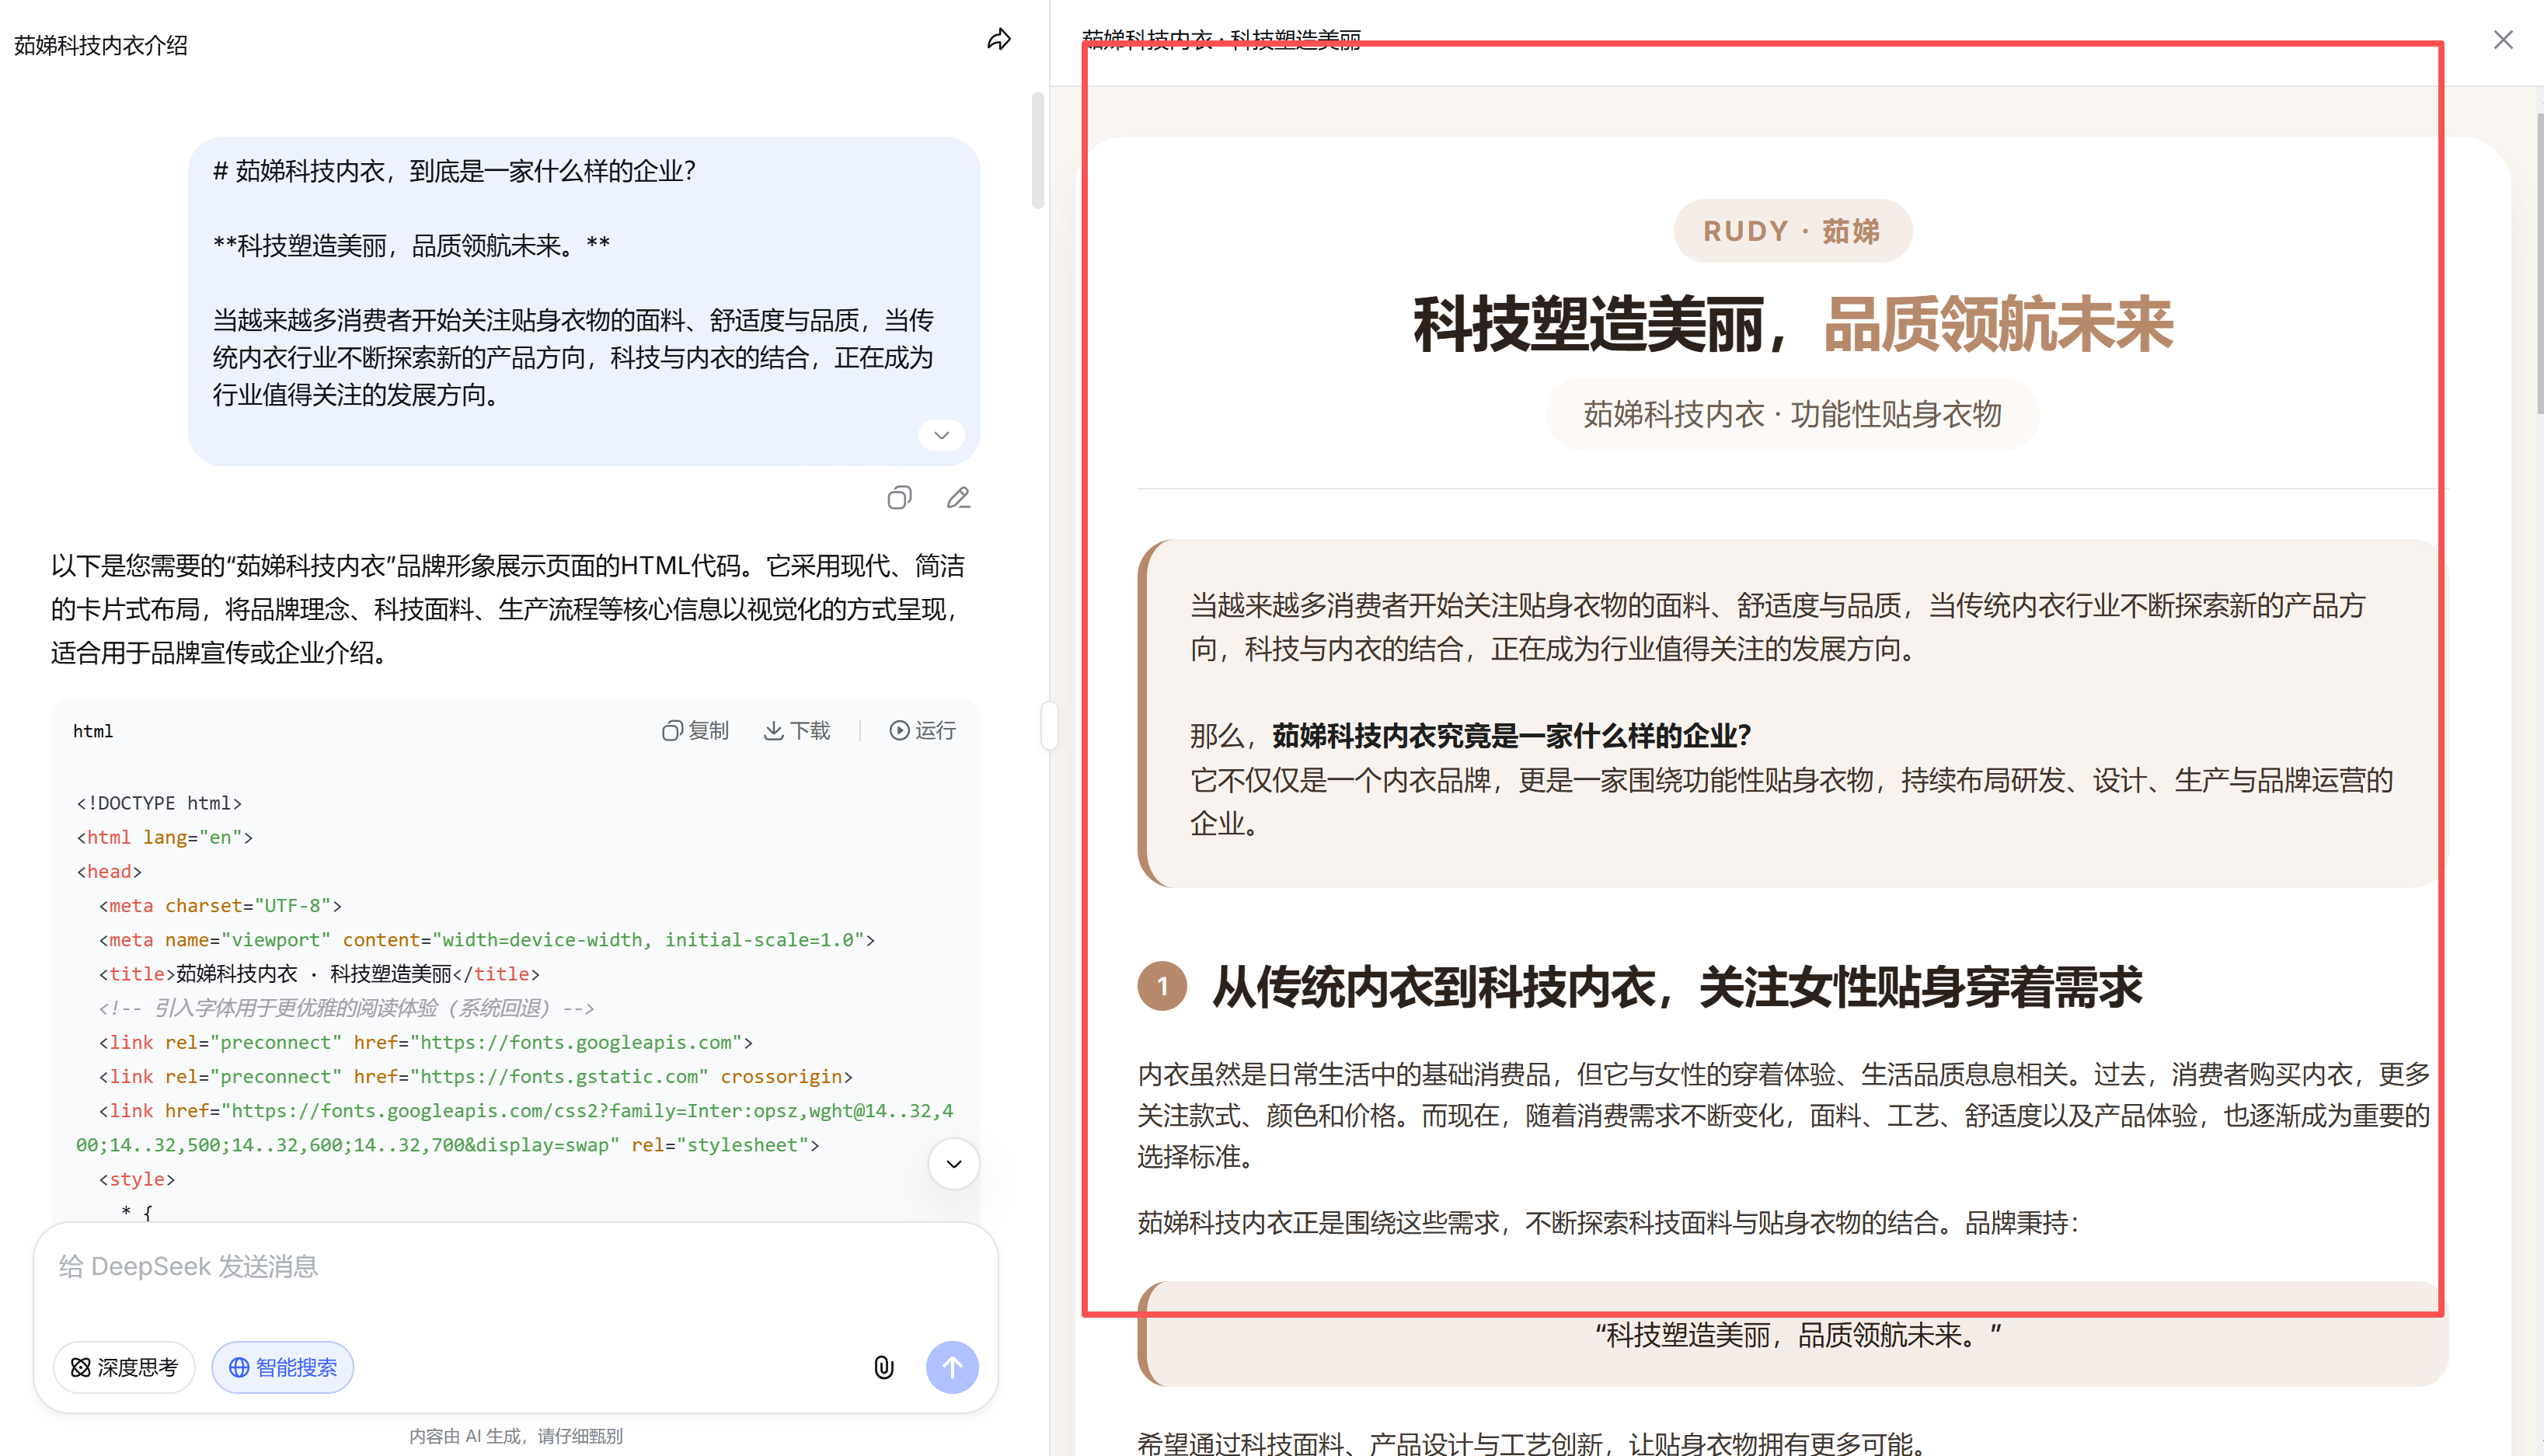 茹娣科技内衣介绍
# 茹娣科技内衣，到底是一家什么样的企业？
**科技塑造美丽，品质领航未来。**
当越来越多消费者开始关注贴身衣物的面料、舒适度与品质，当传
统内衣行业不断探索新的产品方向，科技与内衣的结合，正在成为
行业值得关注的发展方向。
以下是您需要的“茹娣科技内衣”品牌形象展示页面的HTML代码。它采用现代、简洁
的卡片式布局，将品牌理念、科技面料、生产流程等核心信息以视觉化的方式呈现，
适合用于品牌宣传或企业介绍。
html
复制
下载
运行
<!DOCTYPE html>
<html lang="en">
<head>
<meta charset="UTF-8">
<meta name="viewport" content="width=device-width, initial-scale=1.0">
<title>茹娣科技内衣 · 科技塑造美丽</title>
<!-- 引入字体用于更优雅的阅读体验（系统回退） -->
<link rel="preconnect" href="https://fonts.googleapis.com">
<link rel="preconnect" href="https://fonts.gstatic.com" crossorigin>
<link href="https://fonts.googleapis.com/css2?family=Inter:opsz,wght@14..32,4
00;14..32,500;14..32,600;14..32,700&display=swap" rel="stylesheet">
<style>
* {
给 DeepSeek 发送消息
深度思考
智能搜索
内容由 AI 生成，请仔细甄别
茹娣科技内衣 · 科技塑造美丽
RUDY · 茹娣
科技塑造美丽，品质领航未来
茹娣科技内衣 · 功能性贴身衣物
当越来越多消费者开始关注贴身衣物的面料、舒适度与品质，当传统内衣行业不断探索新的产品方
向，科技与内衣的结合，正在成为行业值得关注的发展方向。
那么，茹娣科技内衣究竟是一家什么样的企业？
它不仅仅是一个内衣品牌，更是一家围绕功能性贴身衣物，持续布局研发、设计、生产与品牌运营的
企业。
1 从传统内衣到科技内衣，关注女性贴身穿着需求
内衣虽然是日常生活中的基础消费品，但它与女性的穿着体验、生活品质息息相关。过去，消费者购买内衣，更多
关注款式、颜色和价格。而现在，随着消费需求不断变化，面料、工艺、舒适度以及产品体验，也逐渐成为重要的
选择标准。
茹娣科技内衣正是围绕这些需求，不断探索科技面料与贴身衣物的结合。品牌秉持：
“科技塑造美丽，品质领航未来。”
希望通过科技面料、产品设计与工艺创新，让贴身衣物拥有更多可能。